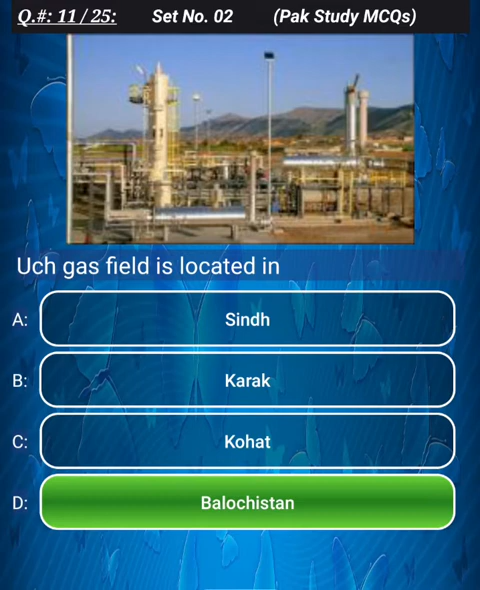 Q.#: 11 / 25: Set No. 02 (Pak Study MCQs)
Uch gas field is located in
A: Sindh
B: Karak
C: Kohat
D: Balochistan